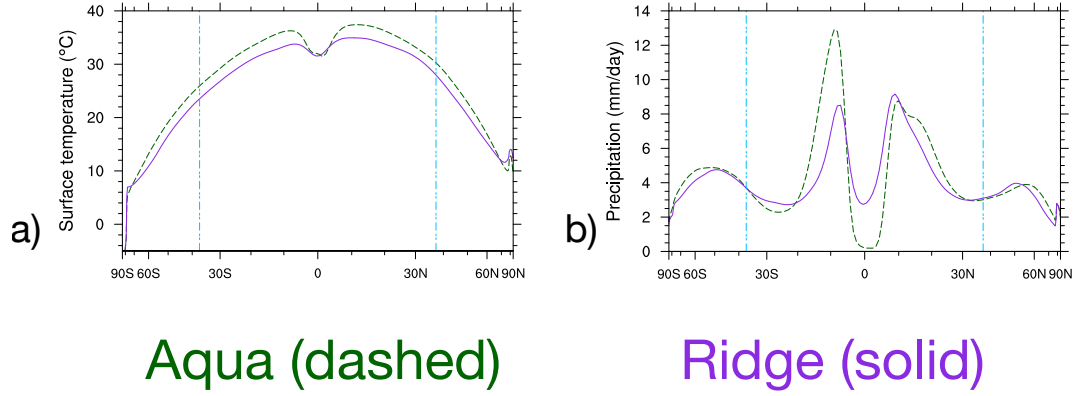 40
30
20
10
0
Surface temperature (°C)
90S 60S 30S 0 30N 60N 90N
a)
14
12
10
8
6
4
2
0
Precipitation (mm/day)
90S 60S 30S 0 30N 60N 90N
b)
Aqua (dashed) Ridge (solid)